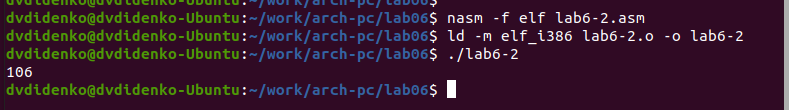 dvdidenko@dvdidenko-Ubuntu:~/work/arch-pc/lab06$ nasm -f elf lab6-2.asm
dvdidenko@dvdidenko-Ubuntu:~/work/arch-pc/lab06$ ld -m elf_i386 lab6-2.o -o lab6-2
dvdidenko@dvdidenko-Ubuntu:~/work/arch-pc/lab06$ ./lab6-2
106
dvdidenko@dvdidenko-Ubuntu:~/work/arch-pc/lab06$